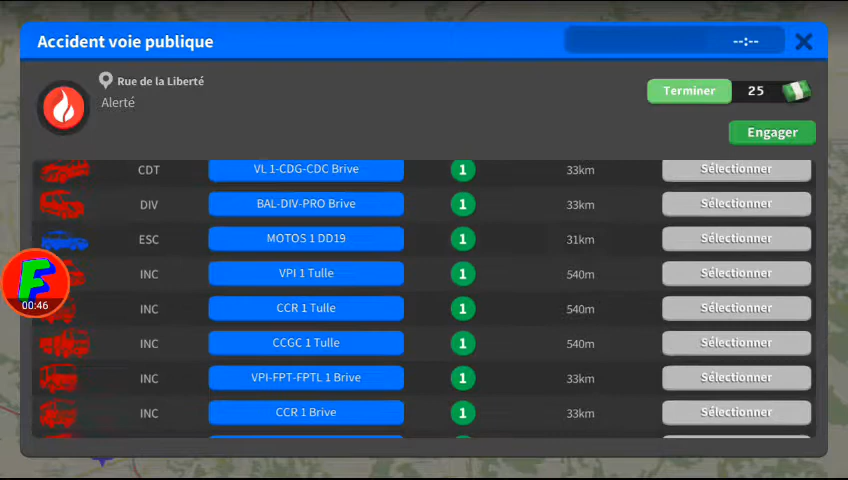 Accident voie publique --:--
Rue de la Liberté
Alerté
Terminer 25
Engager
CDT VL 1-CDG-CDC Brive 1 33km Sélectionner
DIV BAL-DIV-PRO Brive 1 33km Sélectionner
ESC MOTOS 1 DD19 1 31km Sélectionner
INC VPI 1 Tulle 1 540m Sélectionner
F
00:46
INC CCR 1 Tulle 1 540m Sélectionner
INC CCGC 1 Tulle 1 540m Sélectionner
INC VPI-FPT-FPTL 1 Brive 1 33km Sélectionner
INC CCR 1 Brive 1 33km Sélectionner